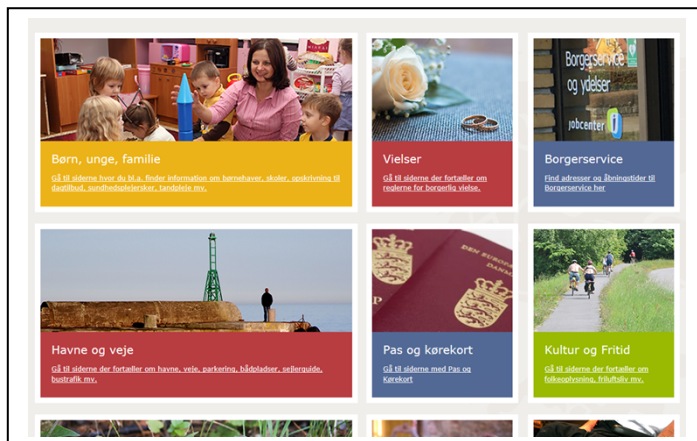 Børn, unge, familie
Gå til siderne hvor du bl.a. finder information om børnehaver, skoler, opskrivning til
dagtilbud, sundhedsplejersker, tandpleje mv.
Vielser
Gå til siderne der fortæller om
reglerne for borgerlig vielse.
Borgerservice
og ydelser
jobcenter
Borgerservice
Find adresser og åbningstider til
Borgerservice her
Havne og veje
Gå til siderne der fortæller om havne, veje, parkering, bådpladser, sejlerguide,
bustrafik mv.
DEN EUROPÆ
DANM
P
Pas og kørekort
Gå til siderne med Pas og
Kørekort
Kultur og Fritid
Gå til siderne der fortæller om
folkeoplysning, friluftsliv mv.